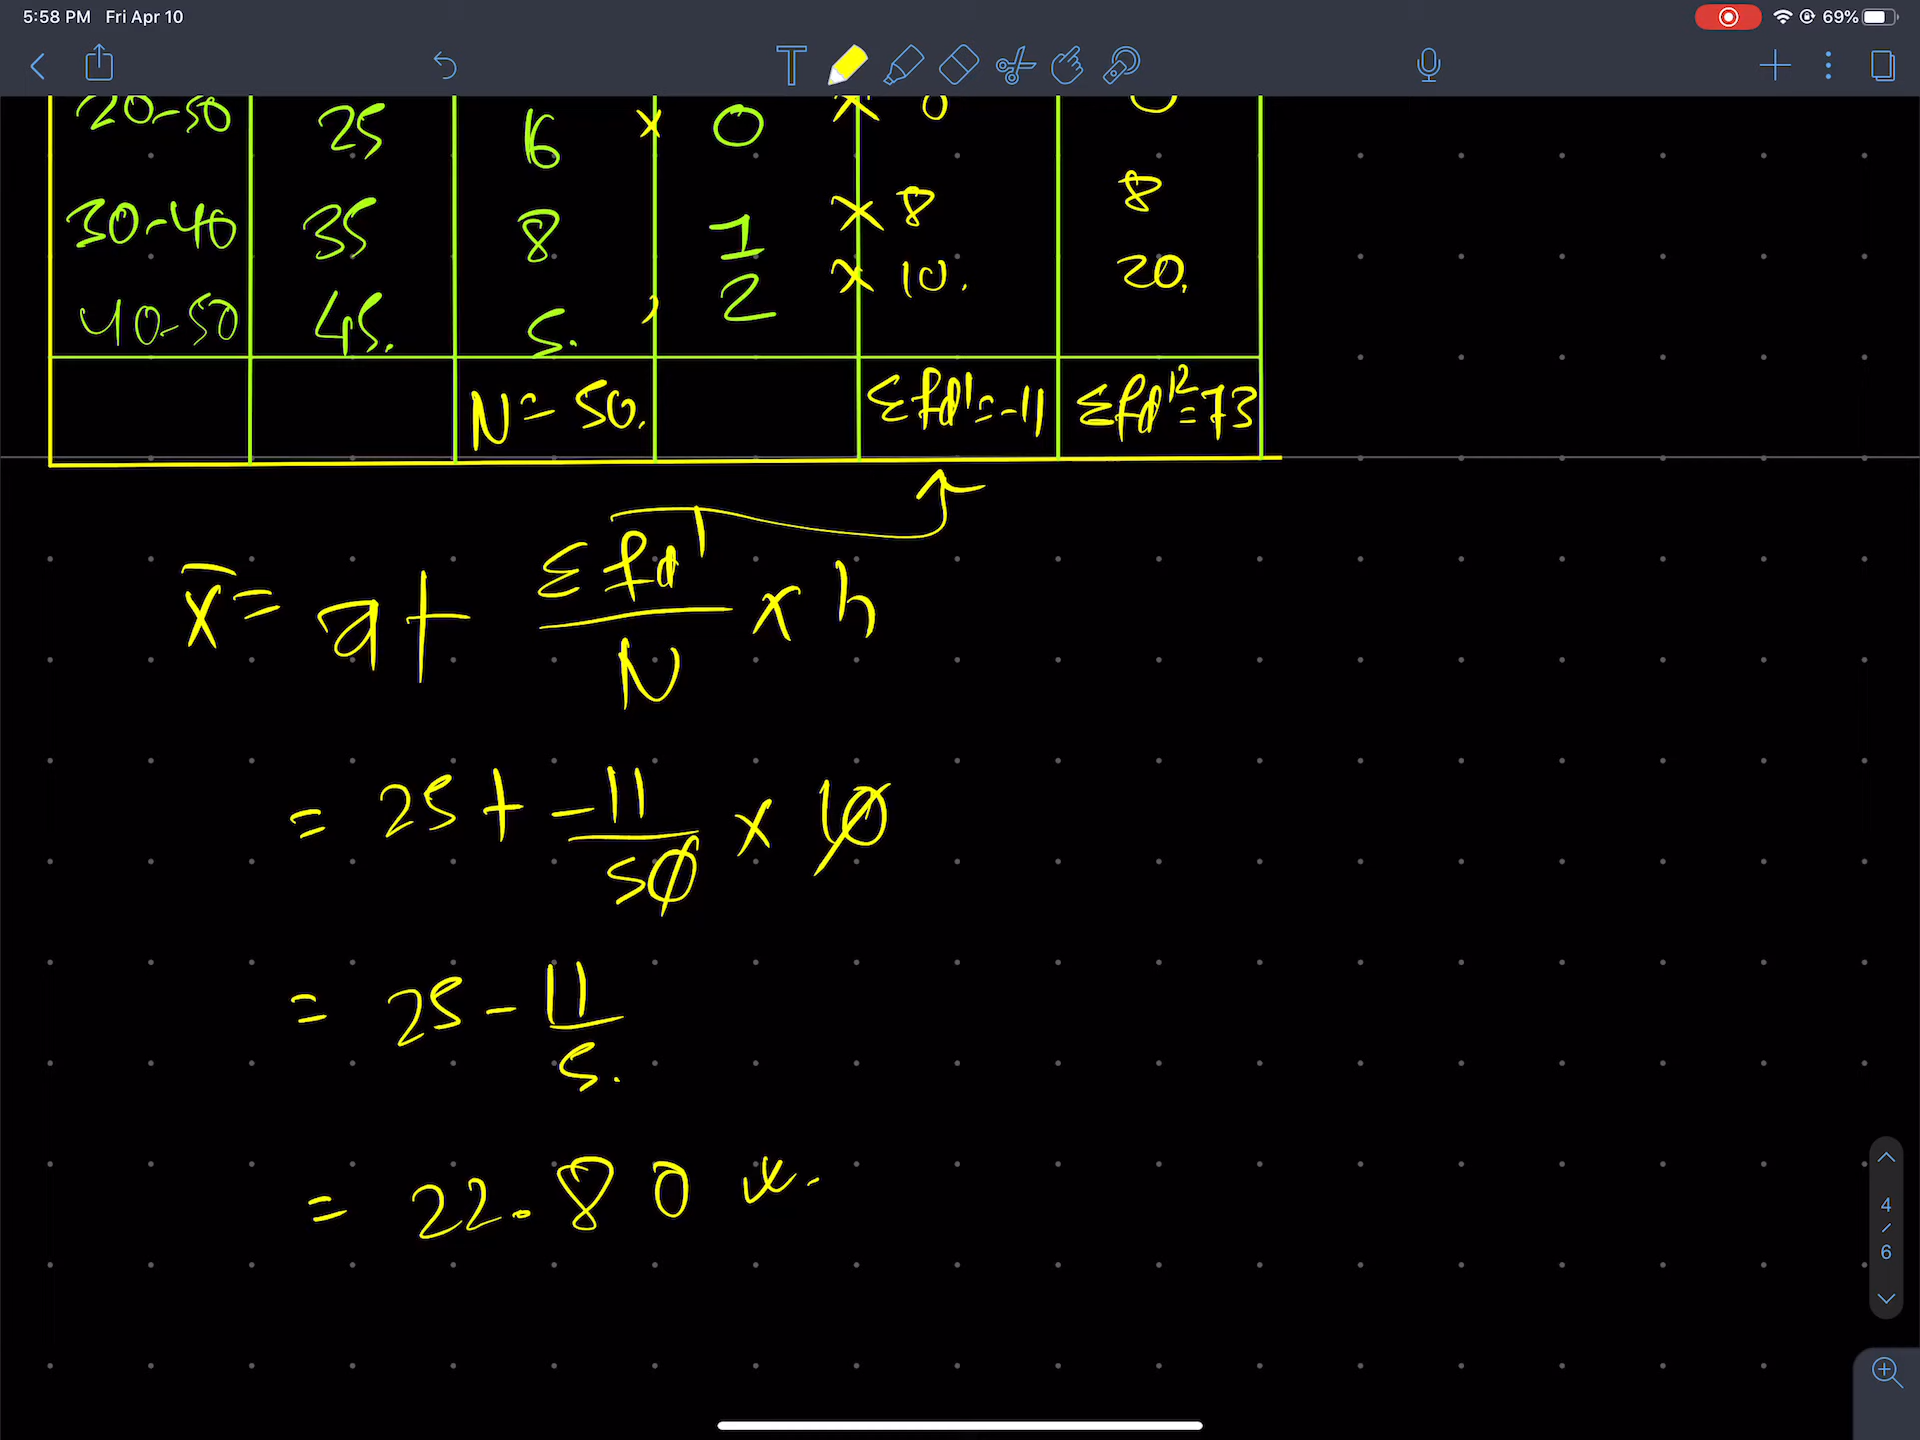 5:58 PM Fri Apr 10 69%
20-30 25 16 × 0 × 0 0
30-40 35 8 1 × 8 8
40-50 45. 5. , 2 × 10. 20.
N = 50. Σfd' = -11 Σfd'² = 73
x̄ = a + Σfd' / N × h
= 25 + -11 / 50 × 10
= 25 - 11 / 5.
= 22.80
4 / 6